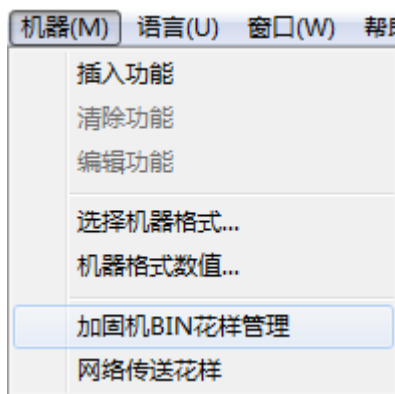 机器(M) 语言(U) 窗口(W) 帮
插入功能
清除功能
编辑功能
选择机器格式...
机器格式数值...
加固机BIN花样管理
网络传送花样